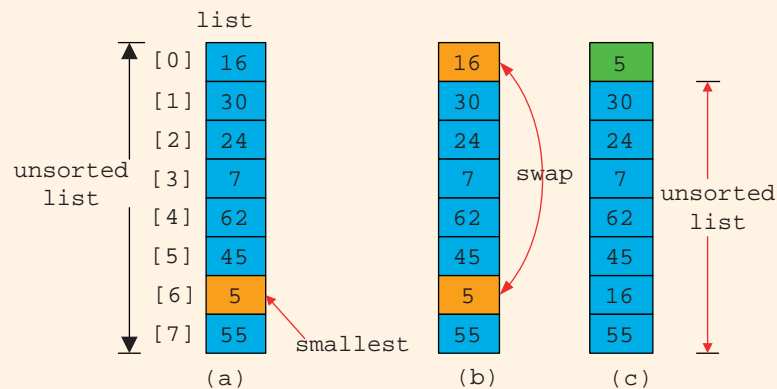 list
[0] 16 16 5
[1] 30 30 30
[2] 24 24 24
[3] 7 7 7
[4] 62 62 62
[5] 45 45 45
[6] 5 5 16
[7] 55 55 55
unsorted
list
smallest
swap
unsorted
list
(a) (b) (c)